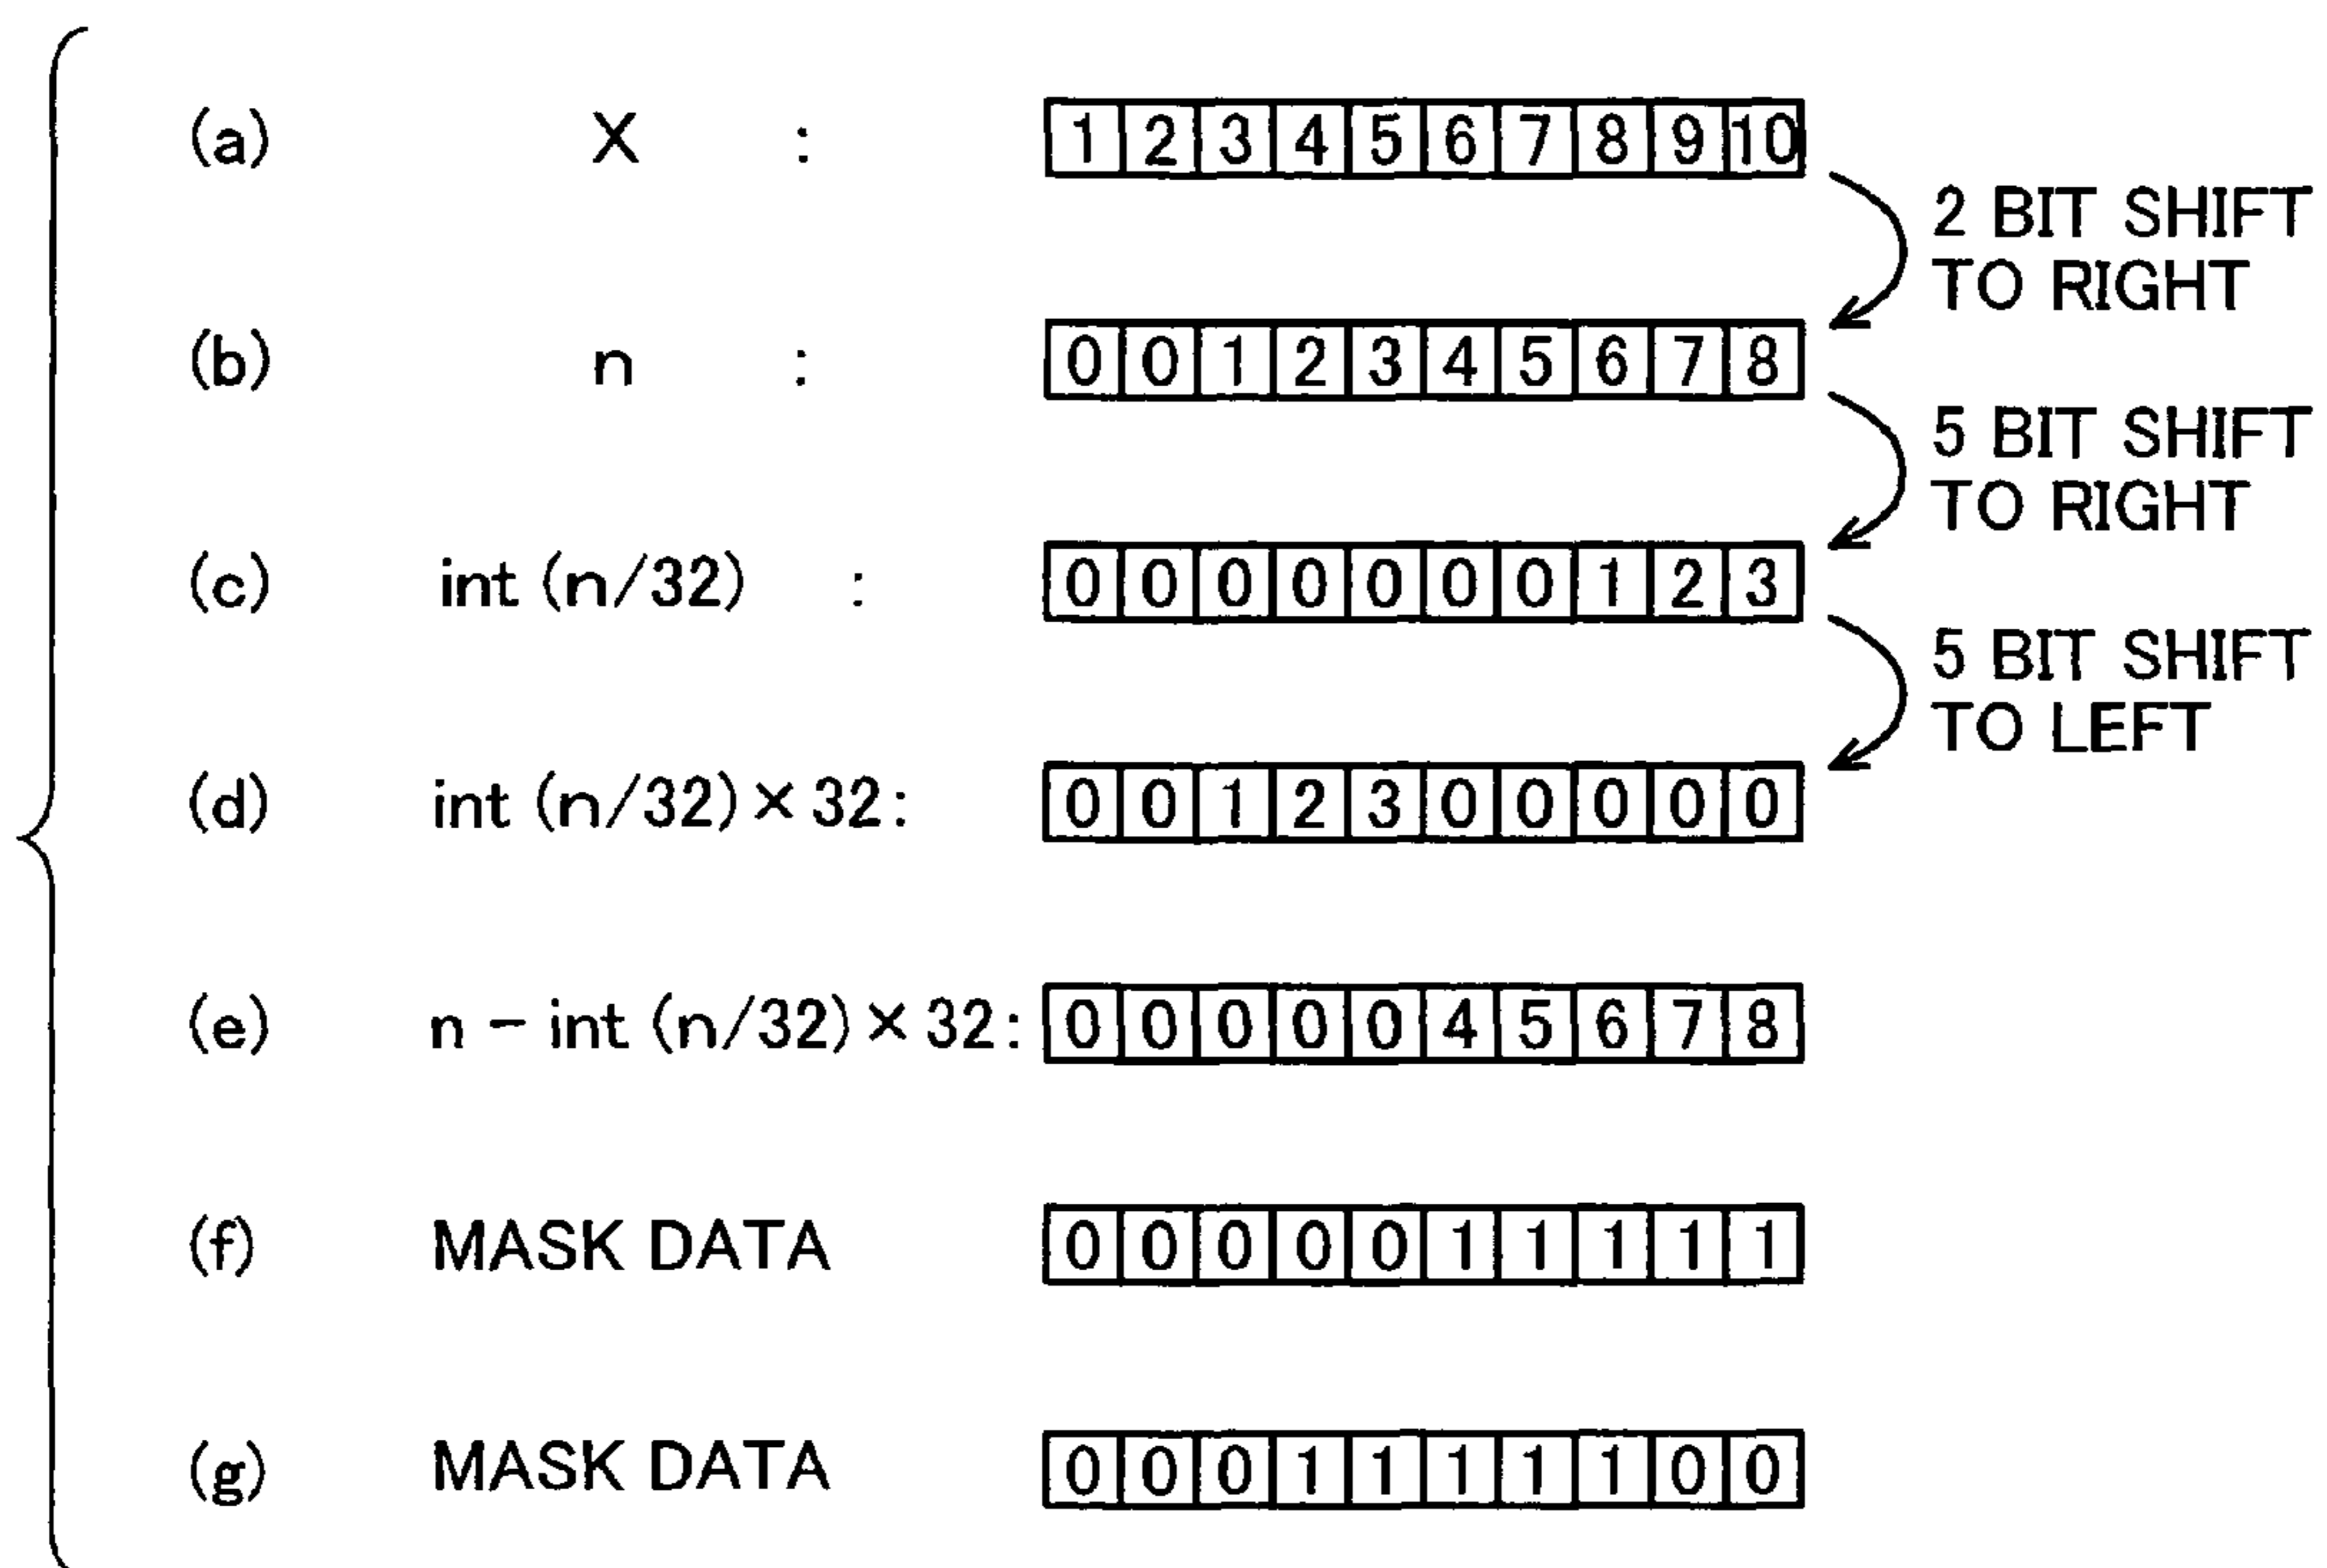 (a) X : 1 2 3 4 5 6 7 8 9 10
2 BIT SHIFT
TO RIGHT
(b) n : 0 0 1 2 3 4 5 6 7 8
5 BIT SHIFT
TO RIGHT
(c) int (n/32) : 0 0 0 0 0 0 0 1 2 3
5 BIT SHIFT
TO LEFT
(d) int (n/32) × 32: 0 0 1 2 3 0 0 0 0 0
(e) n − int (n/32) × 32: 0 0 0 0 0 4 5 6 7 8
(f) MASK DATA 0 0 0 0 0 1 1 1 1 1
(g) MASK DATA 0 0 0 1 1 1 1 1 0 0